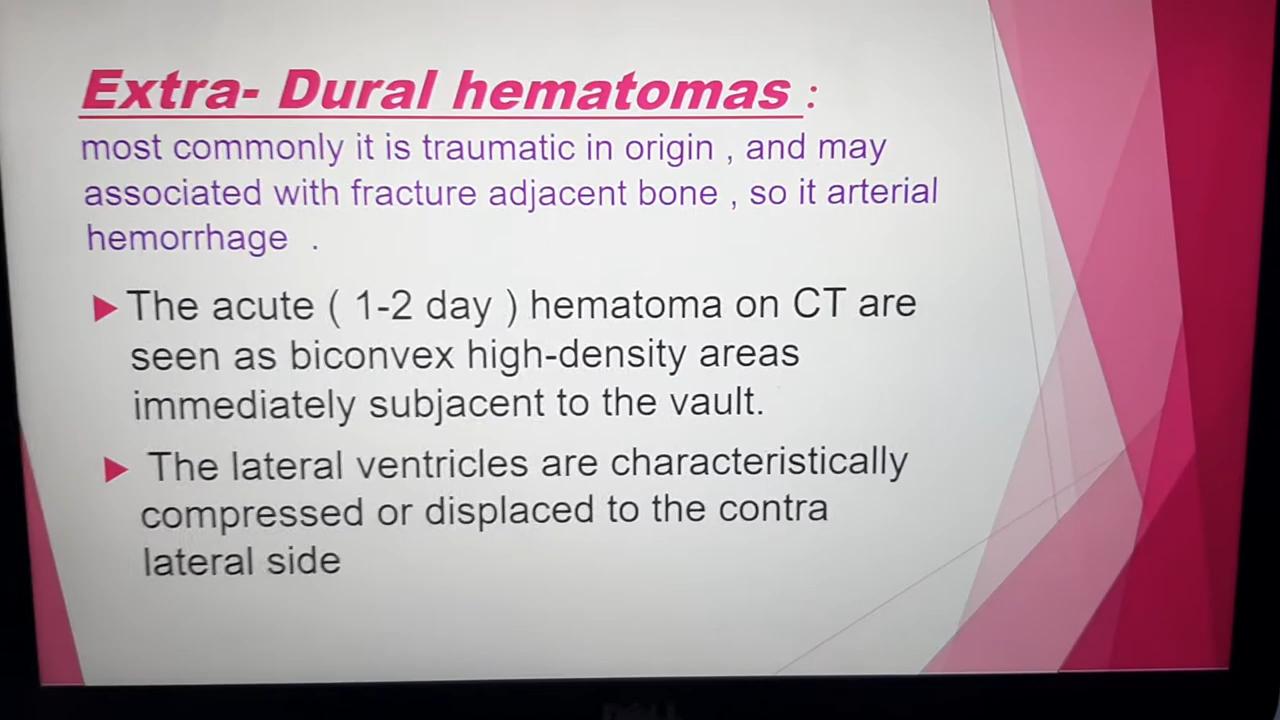 Extra- Dural hematomas :
most commonly it is traumatic in origin , and may
associated with fracture adjacent bone , so it arterial
hemorrhage .
The acute ( 1-2 day ) hematoma on CT are
seen as biconvex high-density areas
immediately subjacent to the vault.
The lateral ventricles are characteristically
compressed or displaced to the contra
lateral side
DELL